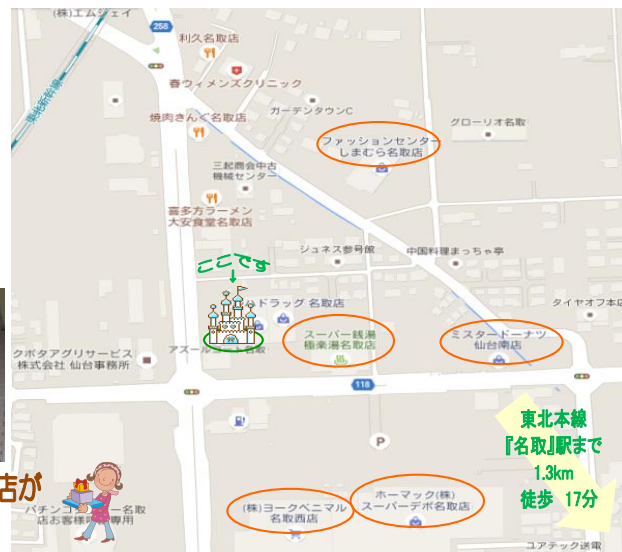 (株)エムジェイ
258
利久名取店
東北新幹線
春ウィメンズクリニック
ガーデンタウンC
グローリオ名取
焼肉きんぐ名取店
ファッションセンター
しまむら名取店
三起商会中古
機械センター
喜多方ラーメン
大安食堂名取店
ジュネス参号館
中国料理まっちゃ亭
ここです
ドラッグ 名取店
タイヤオフ本店
スーパー銭湯
極楽湯名取店
ミスタードーナツ
仙台南店
クボタアグリサービス
株式会社 仙台事務所
118
東北本線
『名取』駅まで
1.3km
徒歩 17分
P
店が
(株)ヨークベニマル
名取西店
ホーマック(株)
スーパーデポ名取店
ユアテック送電